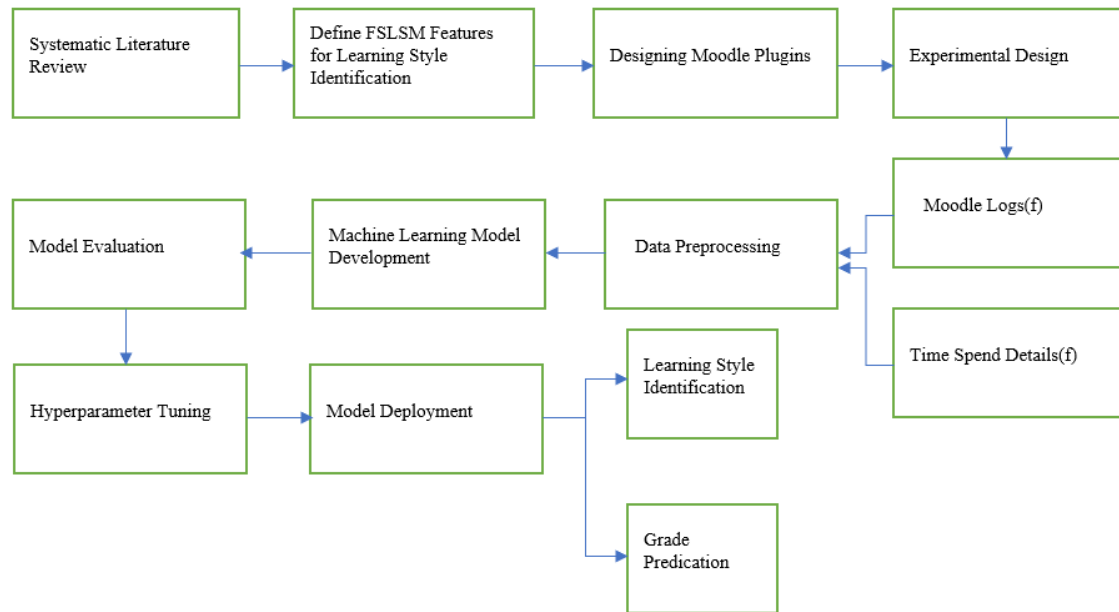 Systematic Literature
Review
Define FSLSM Features
for Learning Style
Identification
Designing Moodle Plugins
Experimental Design
Moodle Logs(f)
Data Preprocessing
Machine Learning Model
Development
Model Evaluation
Time Spend Details(f)
Hyperparameter Tuning
Model Deployment
Learning Style
Identification
Grade
Predication